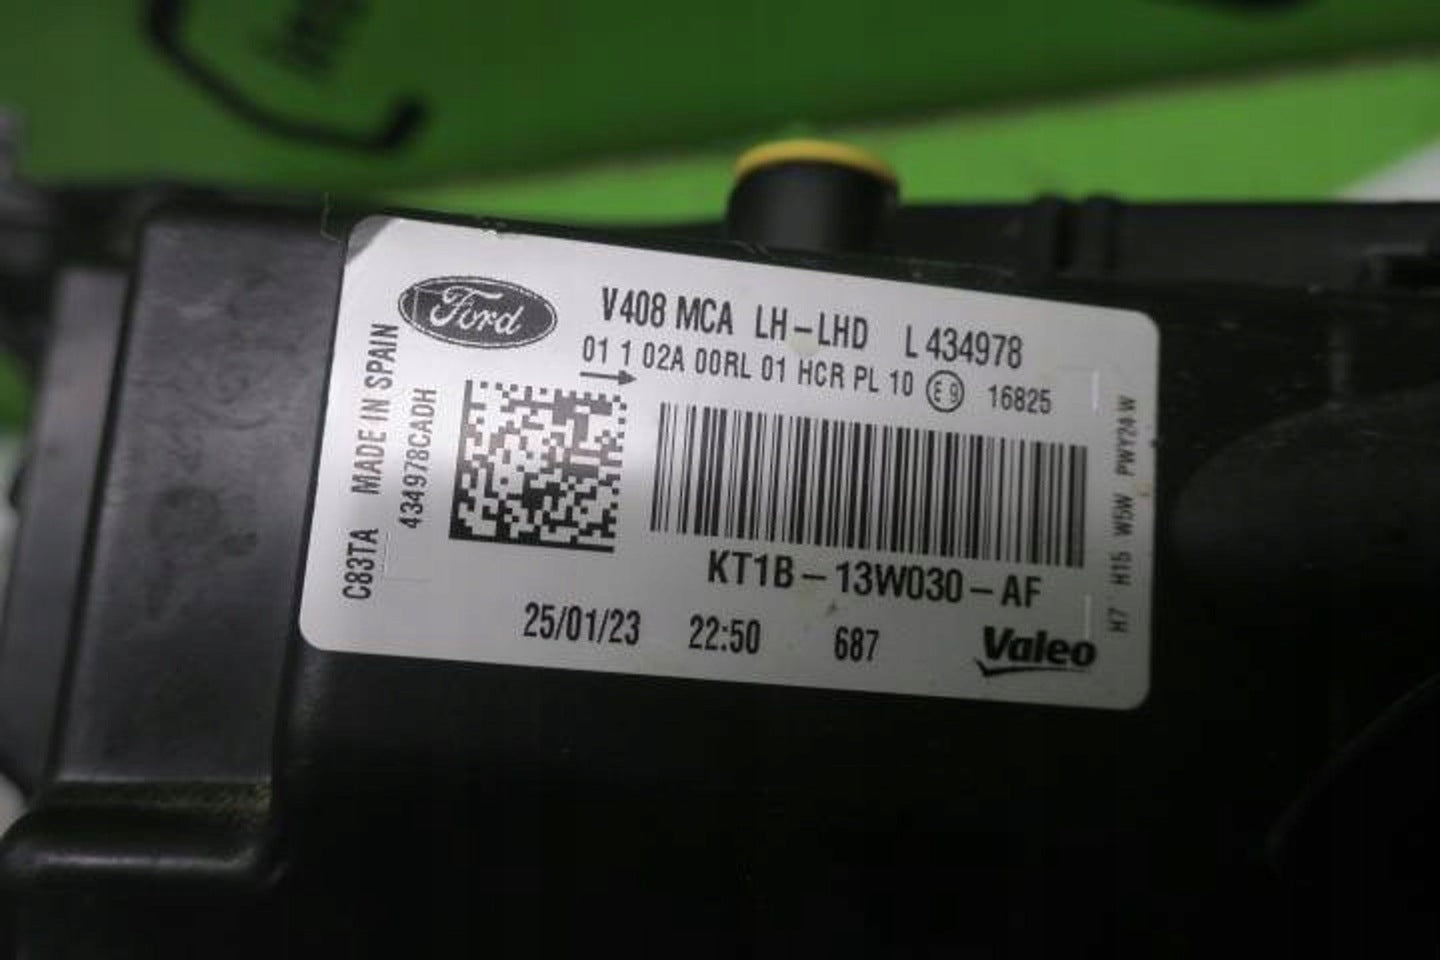 Ford
V408 MCA LH-LHD L 434978
01 1 02A 00RL 01 HCR PL 10 E9 16825
C83TA MADE IN SPAIN
434978CADH
KT1B-13W030-AF
25/01/23 22:50 687
Valeo
H7 H15 W5W PWY24W